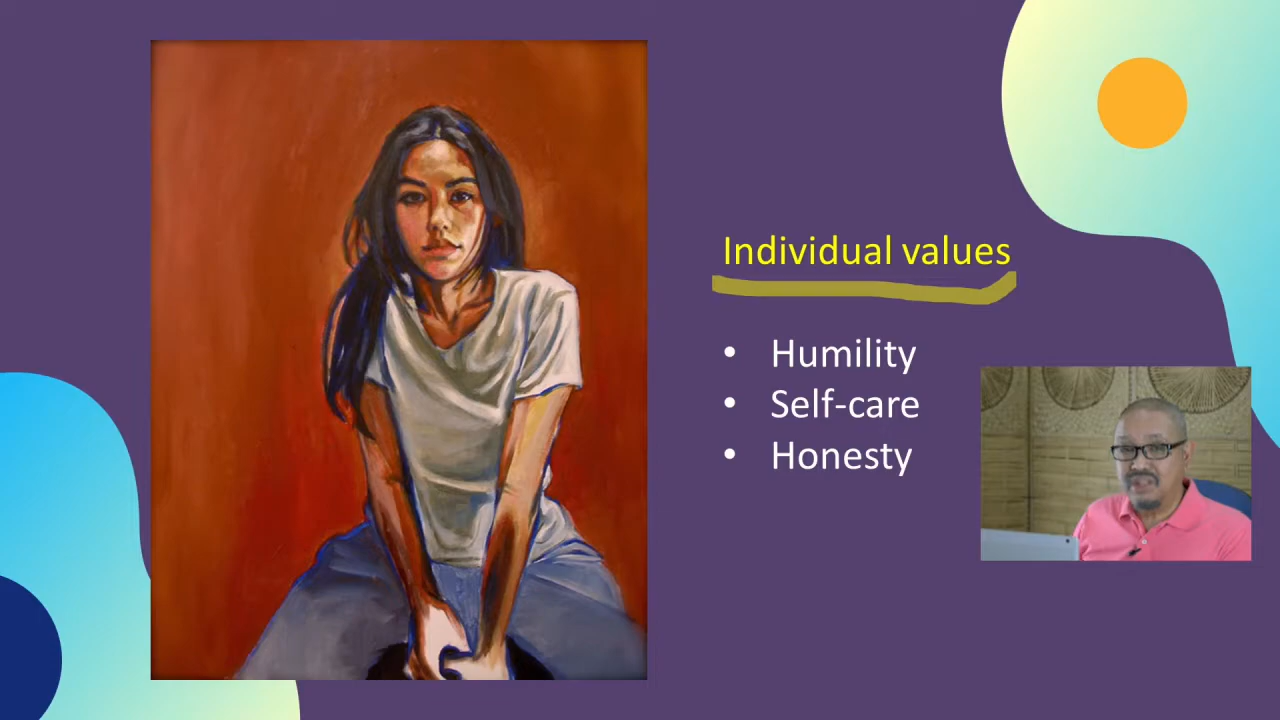 Individual values
• Humility
• Self-care
• Honesty